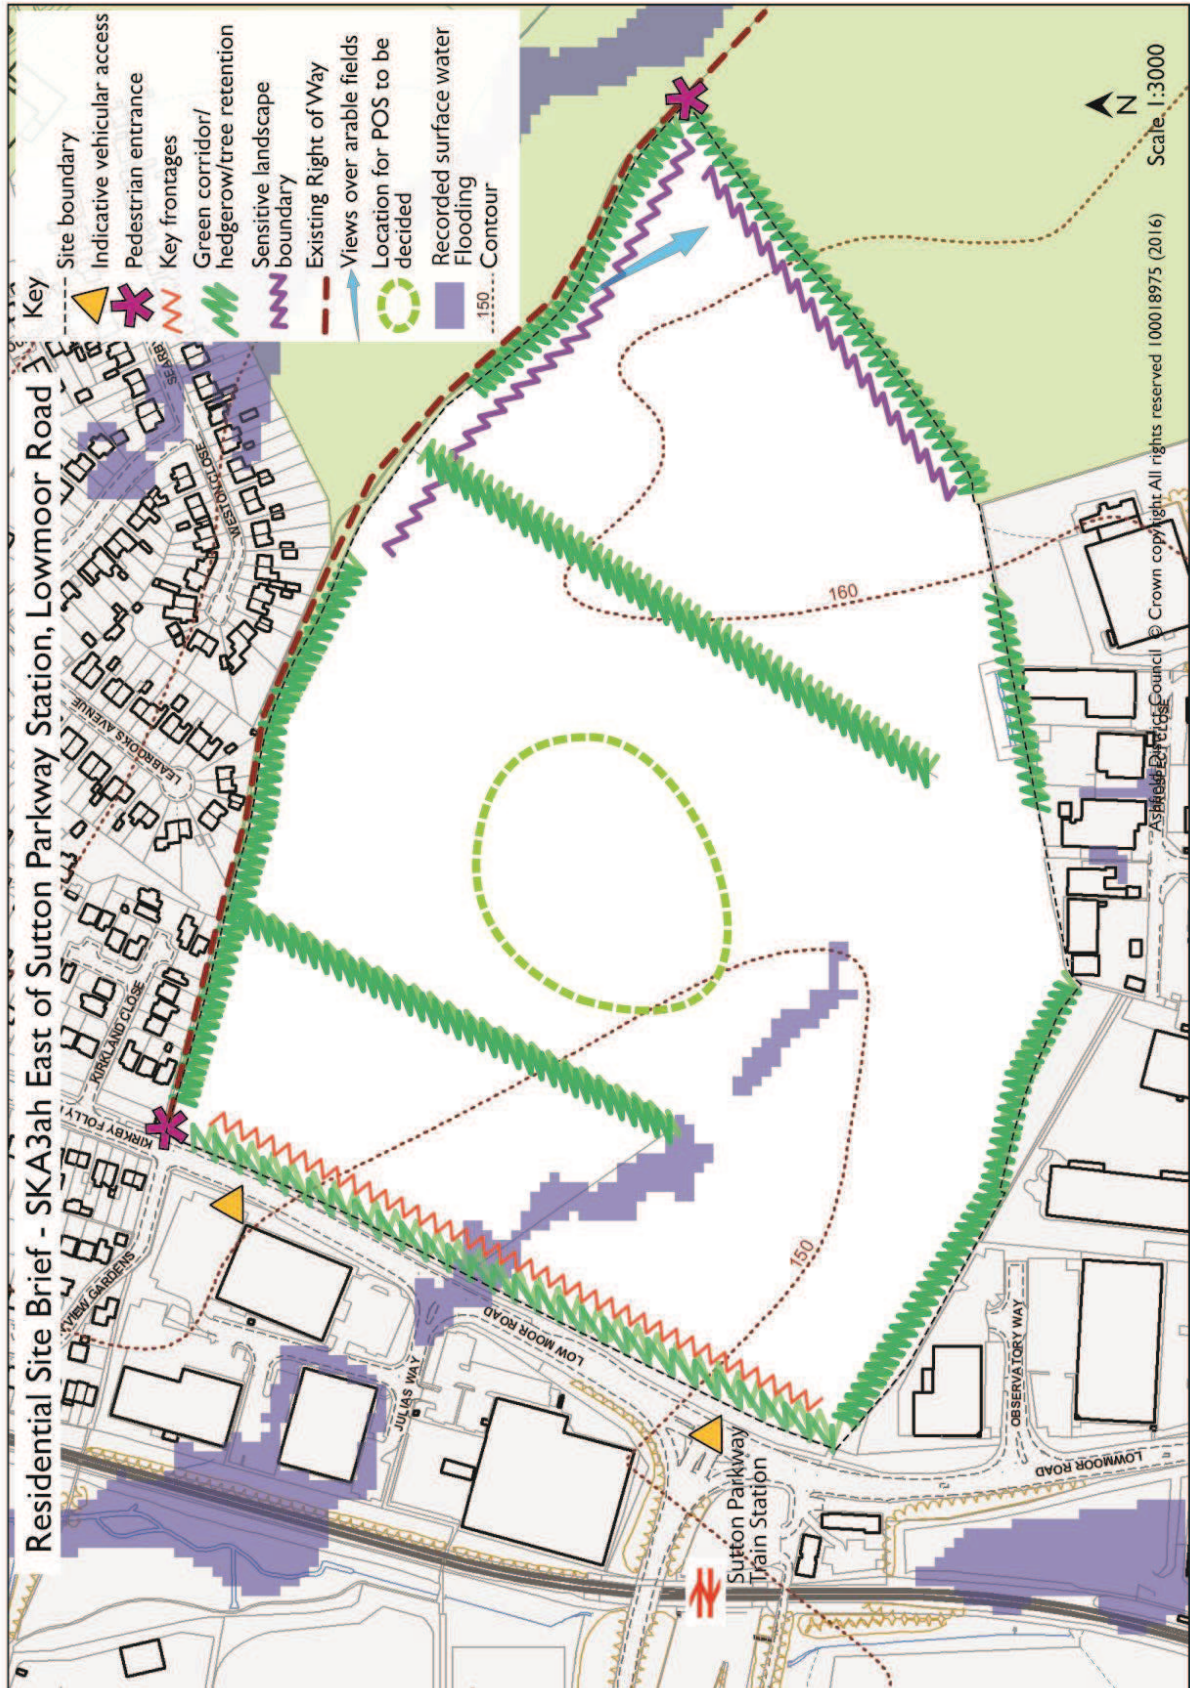 Residential Site Brief - SKA3ah East of Sutton Parkway Station, Lowmoor Road
Key
Site boundary
Indicative vehicular access
Pedestrian entrance
Key frontages
Green corridor/
hedgerow/tree retention
Sensitive landscape
boundary
Existing Right of Way
Views over arable fields
Location for POS to be
decided
Recorded surface water
Flooding
150
Contour
VIEW GARDENS
KIRKBY FOLLY
KIRKLAND CLOSE
LEABROOKS AVENUE
WESTON CLOSE
SEARBY
JULIAS WAY
LOW MOOR ROAD
150
160
Sutton Parkway
Train Station
OBSERVATORY WAY
LOWMOOR ROAD
N
Scale 1:3000
Ashfield District Council © Crown copyright All rights reserved 100018975 (2016)